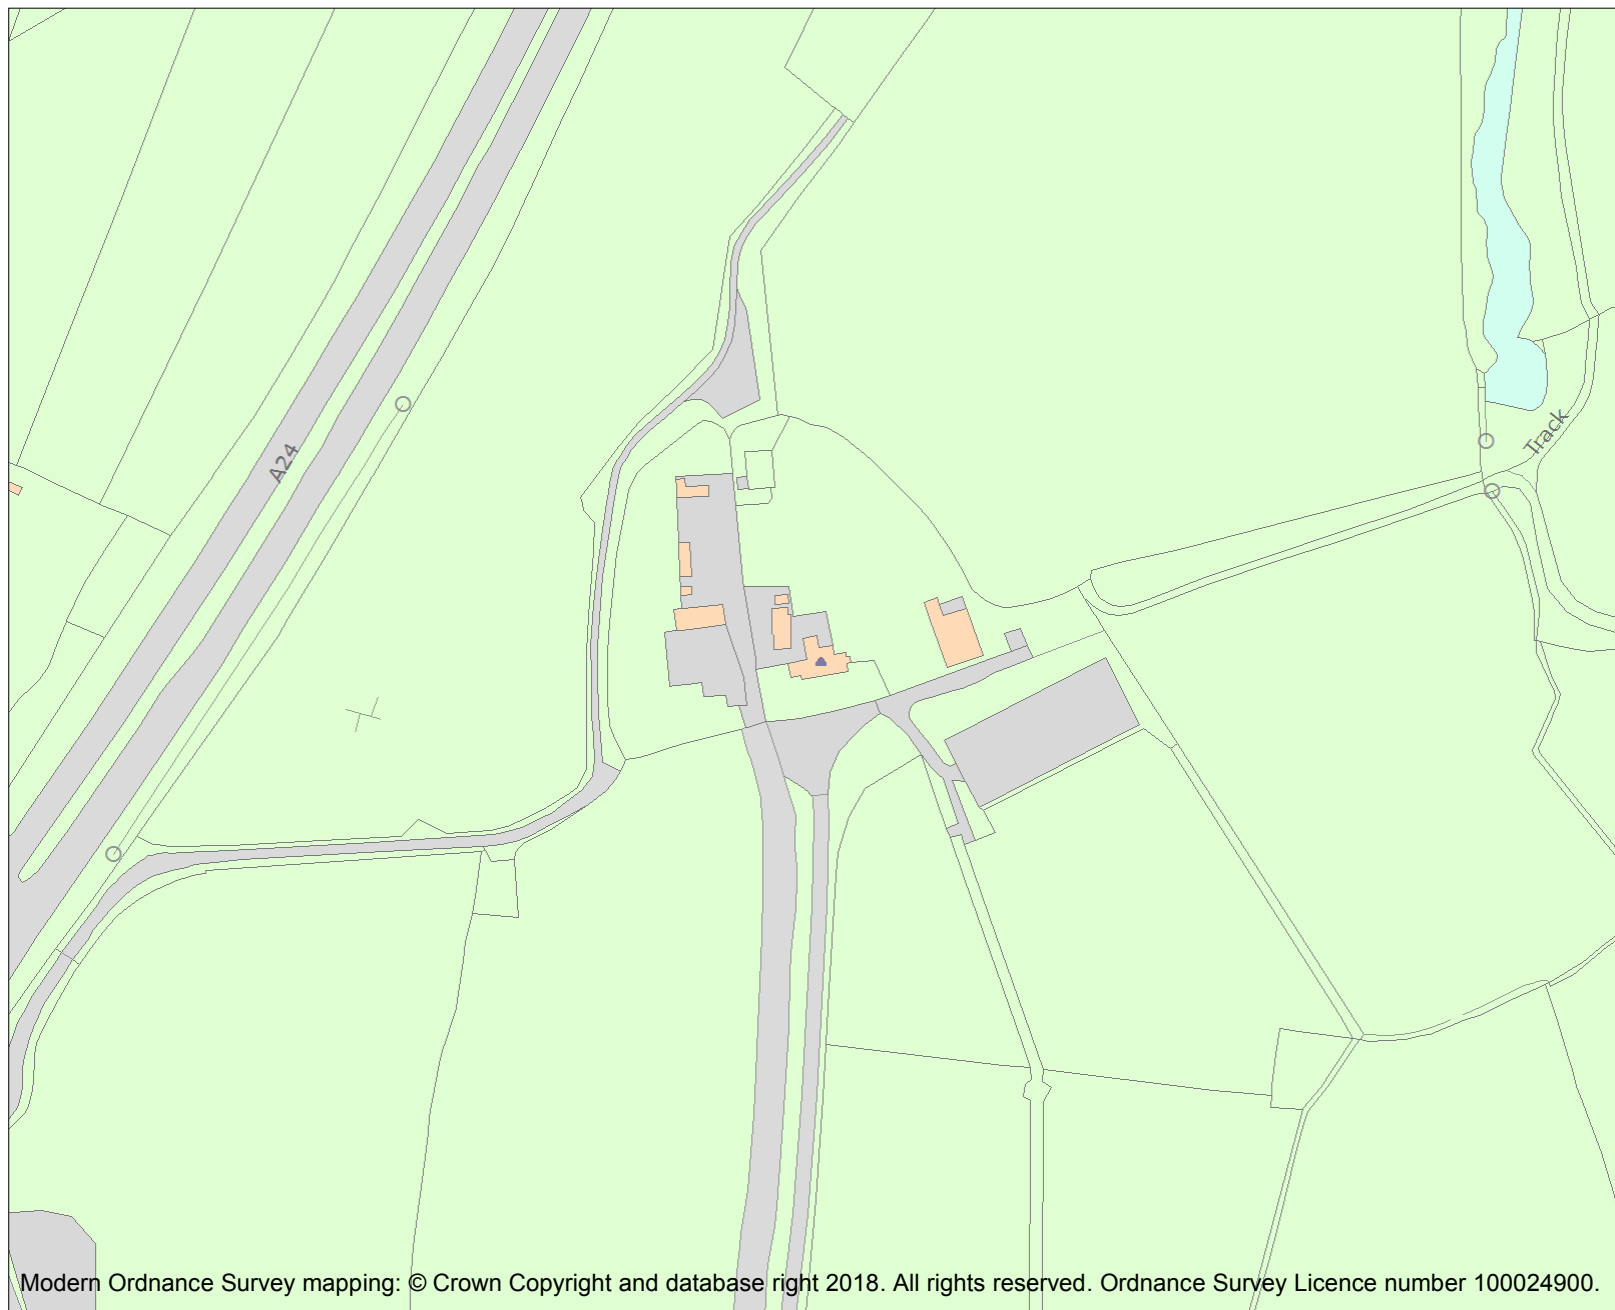 A24
Track
Modern Ordnance Survey mapping: © Crown Copyright and database right 2018. All rights reserved. Ordnance Survey Licence number 100024900.